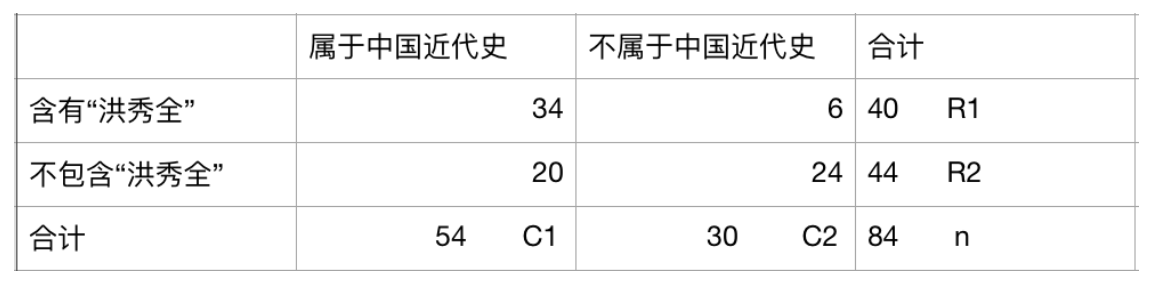 属于中国近代史 不属于中国近代史 合计
含有“洪秀全” 34 6 40 R1
不包含“洪秀全” 20 24 44 R2
合计 54 C1 30 C2 84 n